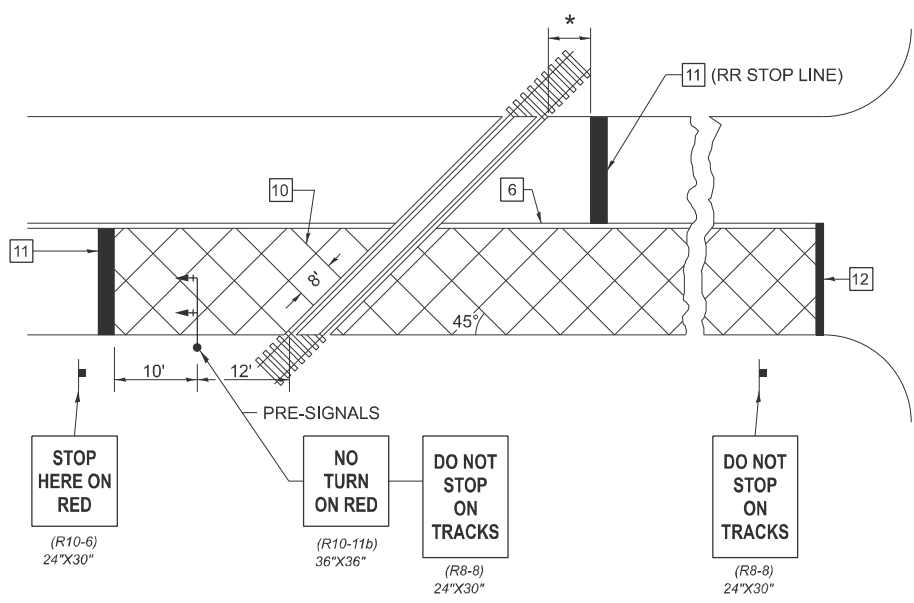 *
11 (RR STOP LINE)
10
6
11
8'
12
45°
10'
12'
PRE-SIGNALS
STOP
HERE ON
RED
(R10-6)
24"X30"
NO
TURN
ON RED
(R10-11b)
36"X36"
DO NOT
STOP
ON
TRACKS
(R8-8)
24"X30"
DO NOT
STOP
ON
TRACKS
(R8-8)
24"X30"